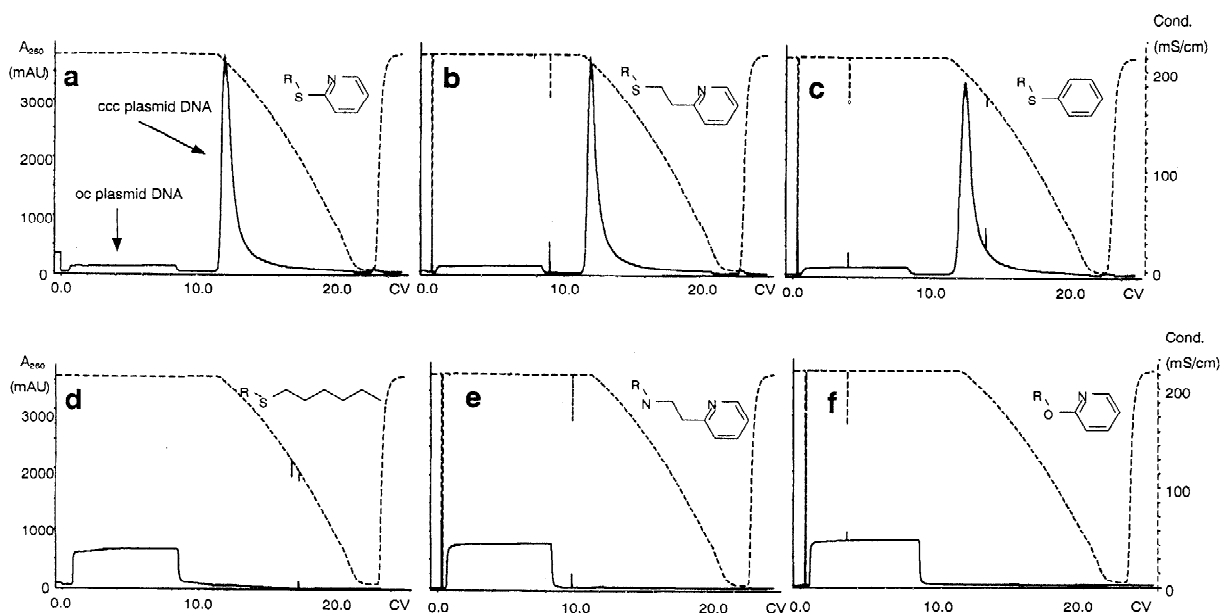 A260
(mAU)
a
R
S
N
ccc plasmid DNA
oc plasmid DNA
3000
2000
1000
0
0.0 10.0 20.0 CV
b
R
S
N
0.0 10.0 20.0 CV
c
R
S
Cond.
(mS/cm)
200
100
0
0.0 10.0 20.0 CV
A260
(mAU)
d
R
S
3000
2000
1000
0
0.0 10.0 20.0 CV
e
R
N
N
0.0 10.0 20.0 CV
f
R
O
N
Cond.
(mS/cm)
200
100
0
0.0 10.0 20.0 CV